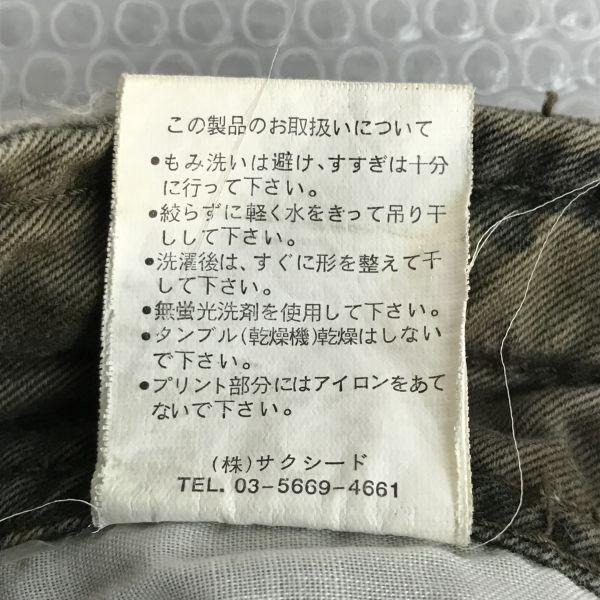 この製品のお取扱いについて
●もみ洗いは避け、すすぎは十分
に行って下さい。
●絞らずに軽く水をきって吊り干
しして下さい。
●洗濯後は、すぐに形を整えて干
して下さい。
●無蛍光洗剤を使用して下さい。
●タンブル(乾燥機)乾燥はしない
で下さい。
●プリント部分にはアイロンをあて
ないで下さい。
(株)サクシード
TEL. 03-5669-4661